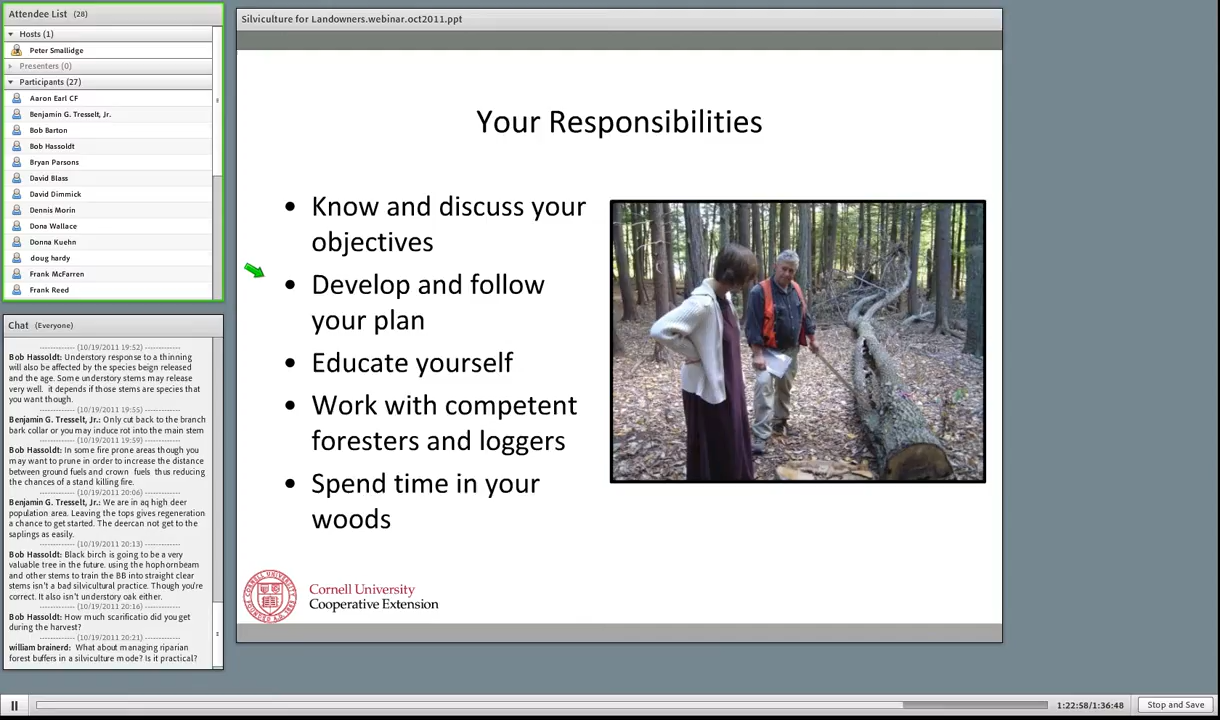 Attendee List (28)
Hosts (1)
Peter Smallidge
Presenters (0)
Participants (27)
Aaron Earl CF
Benjamin G. Tresselt, Jr.
Bob Barton
Bob Hassoldt
Bryan Parsons
David Blass
David Dimmick
Dennis Morin
Dona Wallace
Donna Kuehn
doug hardy
Frank McFarren
Frank Reed
Chat (Everyone)
------------- (10/19/2011 19:52) -------------
Bob Hassoldt: Understory response to a thinning
will also be affected by the species beign released
and the age. Some understory stems may release
very well.  it depends if those stems are species that
you want though.
------------- (10/19/2011 19:55) -------------
Benjamin G. Tresselt, Jr.: Only cut back to the branch
bark collar or you may induce rot into the main stem
------------- (10/19/2011 19:59) -------------
Bob Hassoldt: In some fire prone areas though you
may want to prune in order to increase the distance
between ground fuels and crown  fuels  thus reducing
the chances of a stand killing fire.
------------- (10/19/2011 20:06) -------------
Benjamin G. Tresselt, Jr.: We are in aq high deer
population area. Leaving the tops gives regeneration
a chance to get started. The deercan not get to the
saplings as easily.
------------- (10/19/2011 20:13) -------------
Bob Hassoldt: Black birch is going to be a very
valuable tree in the future. using the hophornbeam
and other stems to train the BB into straight clear
stems isn't a bad silvicultural practice. Though you're
correct. It also isn't understory oak either.
------------- (10/19/2011 20:16) -------------
Bob Hassoldt: How much scarificatio did you get
during the harvest?
------------- (10/19/2011 20:21) -------------
william brainerd:  What about managing riparian
forest buffers in a silviculture mode? Is it practical?
Silviculture for Landowners.webinar.oct2011.ppt
Your Responsibilities
• Know and discuss your
objectives
• Develop and follow
your plan
• Educate yourself
• Work with competent
foresters and loggers
• Spend time in your
woods
Cornell University
Cooperative Extension
1:22:58/1:36:48
Stop and Save